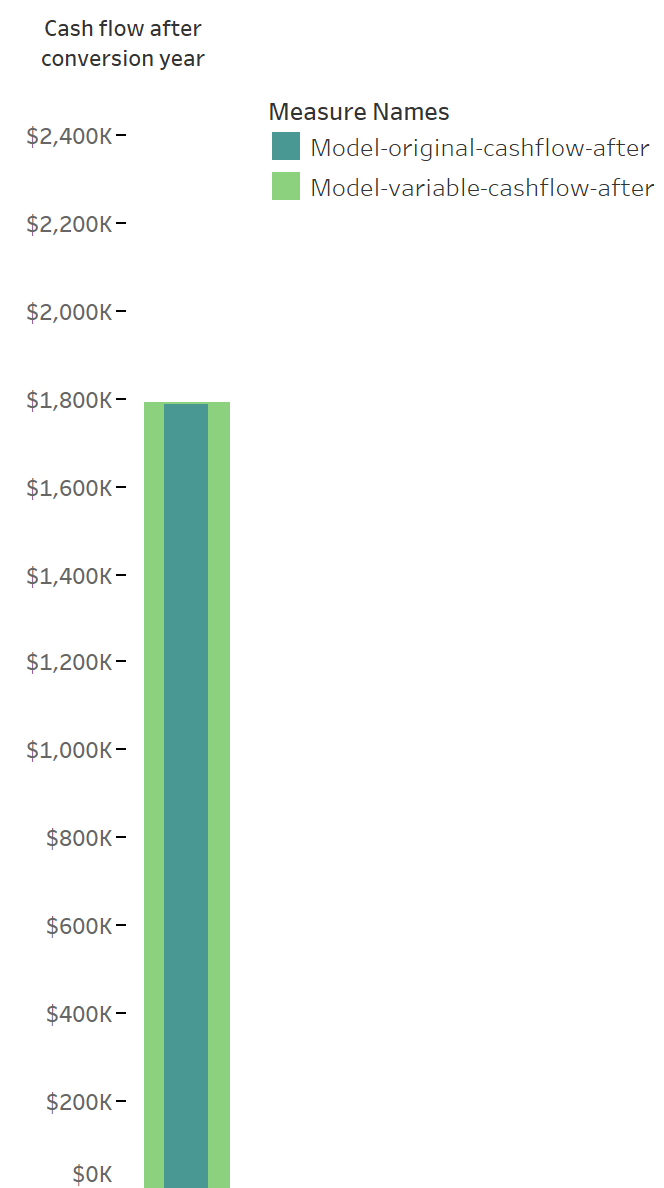 Cash flow after
conversion year
Measure Names
Model-original-cashflow-after
Model-variable-cashflow-after
$2,400K
$2,200K
$2,000K
$1,800K
$1,600K
$1,400K
$1,200K
$1,000K
$800K
$600K
$400K
$200K
$0K